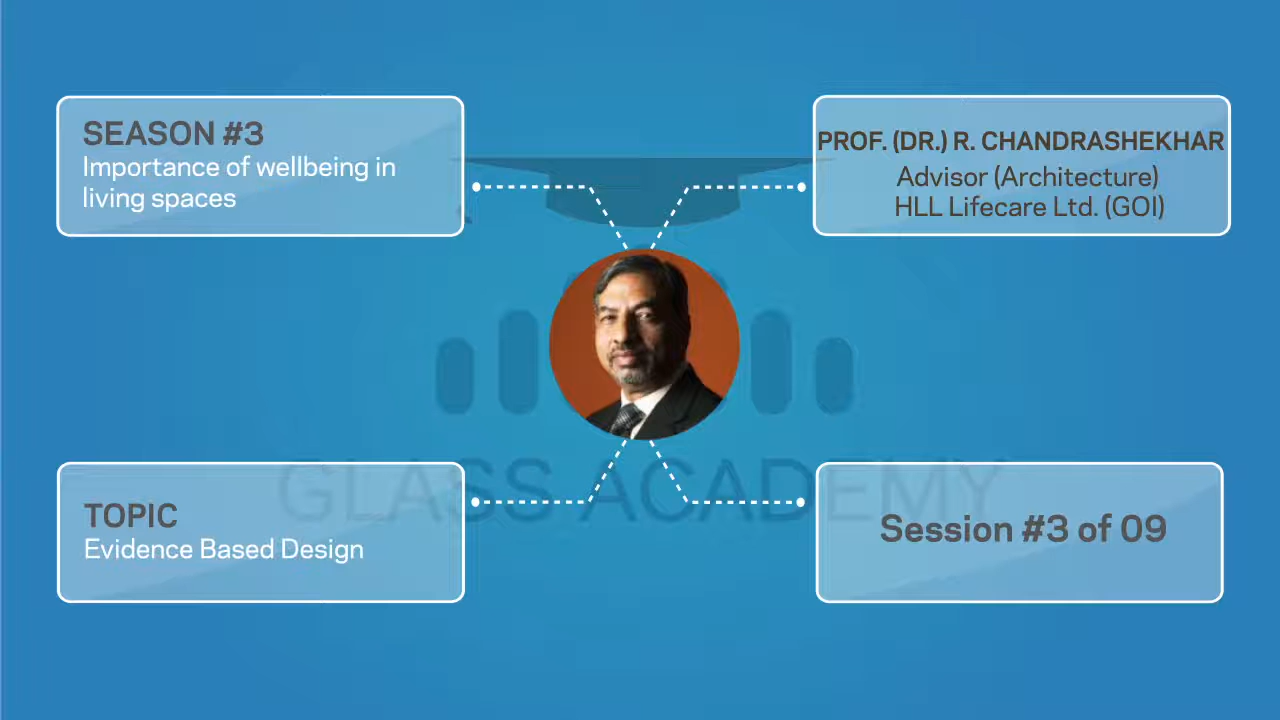 SEASON #3
Importance of wellbeing in
living spaces
PROF. (DR.) R. CHANDRASHEKHAR
Advisor (Architecture)
HLL Lifecare Ltd. (GOI)
GLASS ACADEMY
TOPIC
Evidence Based Design
Session #3 of 09